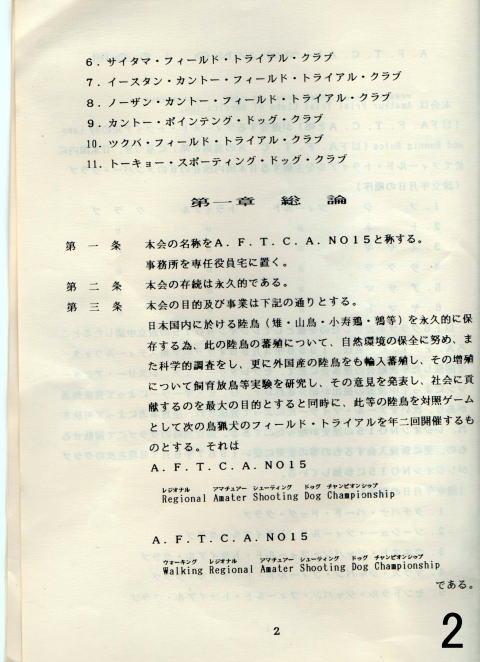 6．サイタマ・フィールド・トライアル・クラブ
7．イースタン・カントー・フィールド・トライアル・クラブ
8．ノーザン・カントー・フィールド・トライアル・クラブ
9．カントー・ポインテング・ドッグ・クラブ
10．ツクバ・フィールド・トライアル・クラブ
11．トーキョー・スポーティング・ドッグ・クラブ
第一章 総論
第一条 本会の名称をA．F．T．C．A．NO15と称する。
事務所を専任役員宅に置く。
第二条 本会の存続は永久的である。
第三条 本会の目的及び事業は下記の通りとする。
日本国内に於ける陸鳥（雉・山鳥・小寿鶏・鶉等）を永久的に保
存する為、此の陸鳥の蕃殖について、自然環境の保全に努め、ま
た科学的調査をし、更に外国産の陸鳥をも輸入蕃殖し、その増殖
について飼育放鳥等実験を研究し、その意見を発表し、社会に貢
献するのを最大の目的とすると同時に、此等の陸鳥を対照ゲーム
として次の鳥猟犬のフィールド・トライアルを年二回開催するも
のとする。それは
A．F．T．C．A．NO15
レジオナル アマチュアー シューティング ドッグ チャンピオンシップ
Regional Amater Shooting Dog Championship
A．F．T．C．A．NO15
ウォーキング レジオナル アマチュアー シューティング ドッグ チャンピオンシップ
Walking Regional Amater Shooting Dog Championship
である。
2
2